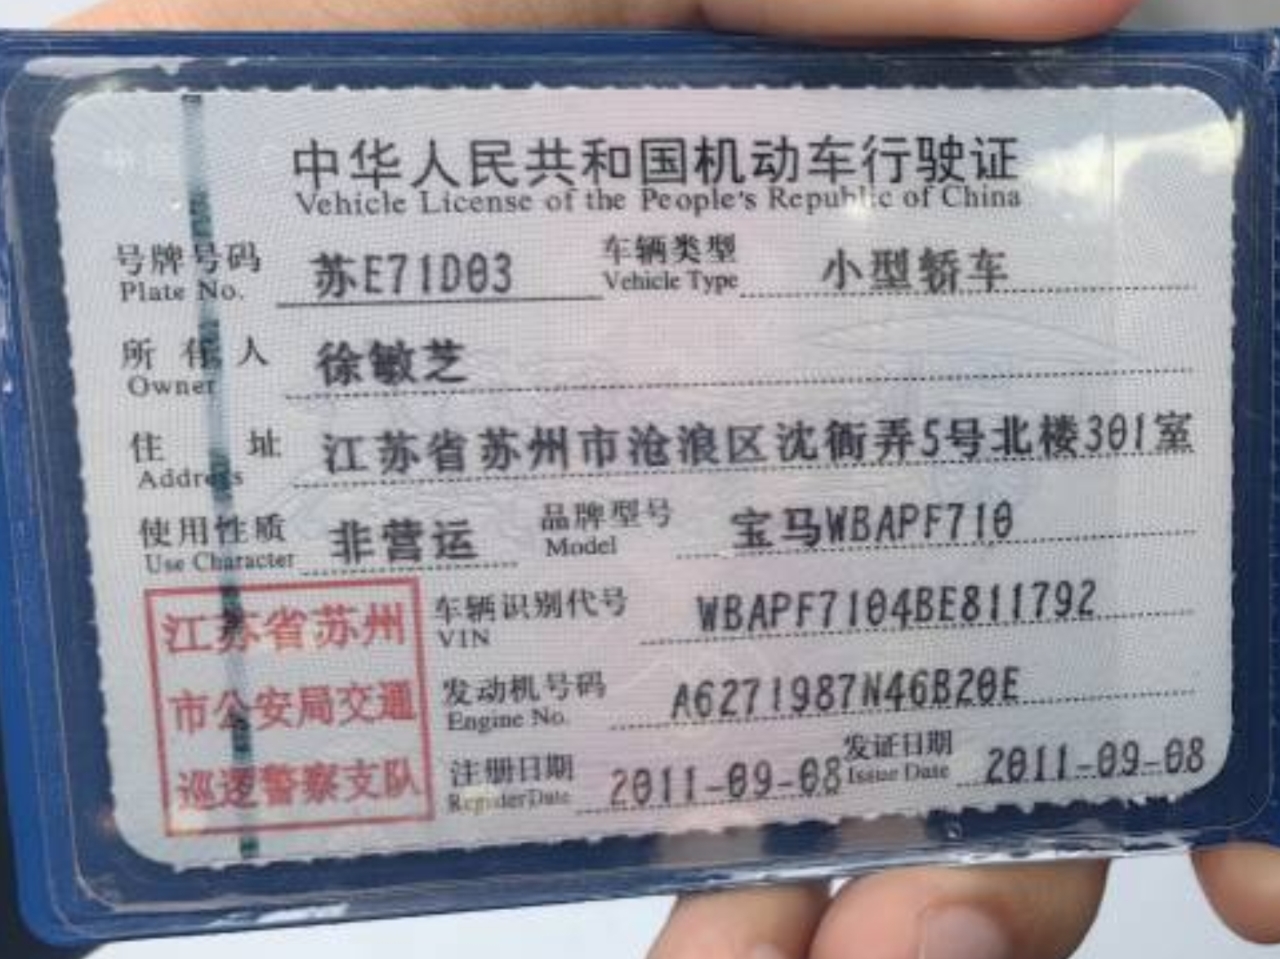 中华人民共和国机动车行驶证
Vehicle License of the People's Republic of China
号牌号码 苏E71D03 车辆类型 小型轿车
Plate No. Vehicle Type
所有人 徐敏芝
Owner
住址 江苏省苏州市沧浪区沈衙弄5号北楼301室
Address
使用性质 非营运 品牌型号 宝马WBAPF710
Use Character Model
江苏省苏州
市公安局交通
巡逻警察支队
车辆识别代号 WBAPF7104BE811792
VIN
发动机号码 A6271987N46B20E
Engine No.
注册日期 2011-09-08 发证日期 2011-09-08
Register Date Issue Date